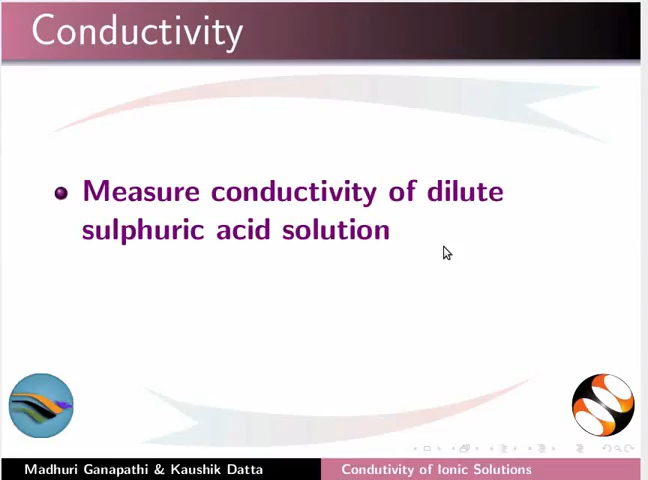 Conductivity
Measure conductivity of dilute
sulphuric acid solution
Madhuri Ganapathi & Kaushik Datta
Condutivity of Ionic Solutions